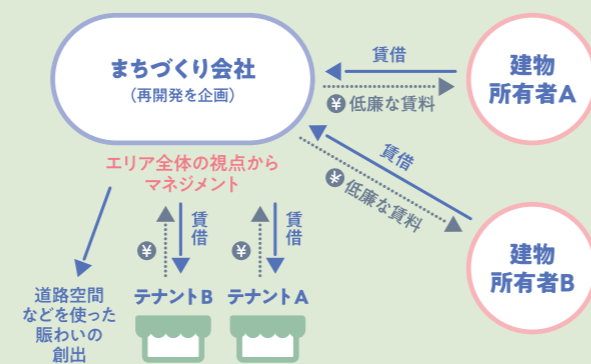 まちづくり会社
（再開発を企画）
エリア全体の視点から
マネジメント
賃借
¥ 低廉な賃料
建物
所有者A
賃借
¥ 低廉な賃料
建物
所有者B
¥
賃借
¥
賃借
道路空間
などを使った
賑わいの
創出
テナントB
テナントA